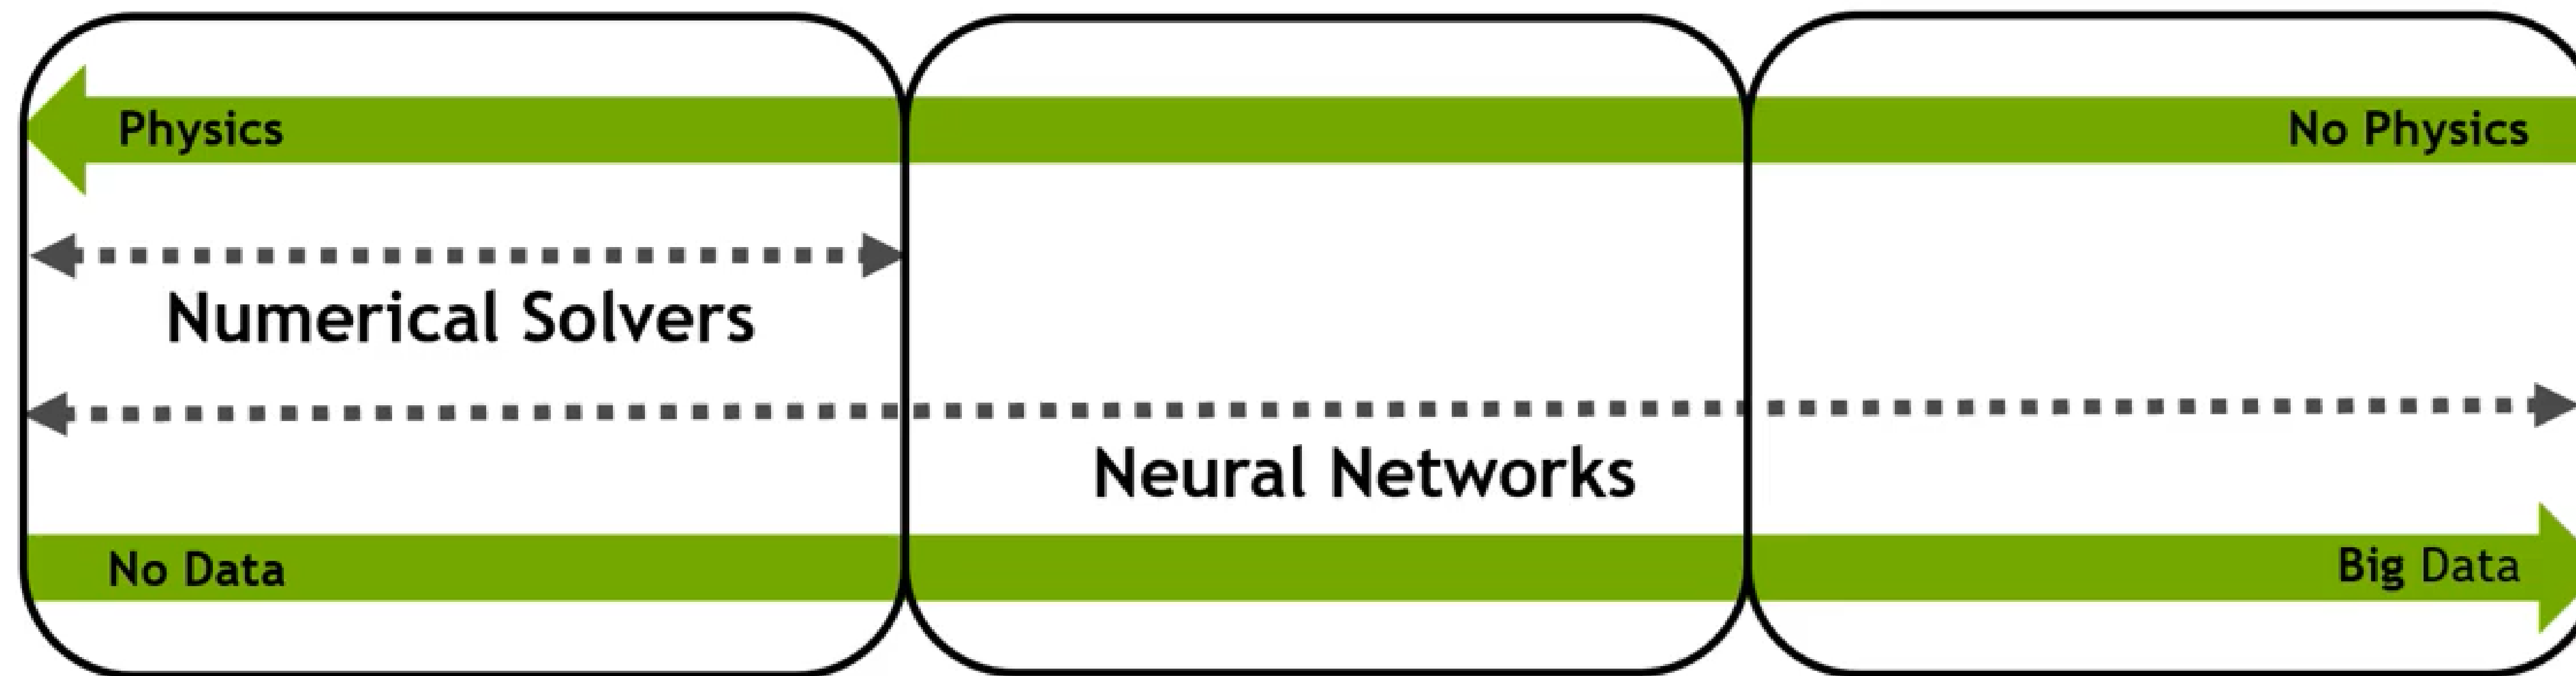 Physics
No Physics
Numerical Solvers
Neural Networks
No Data
Big Data